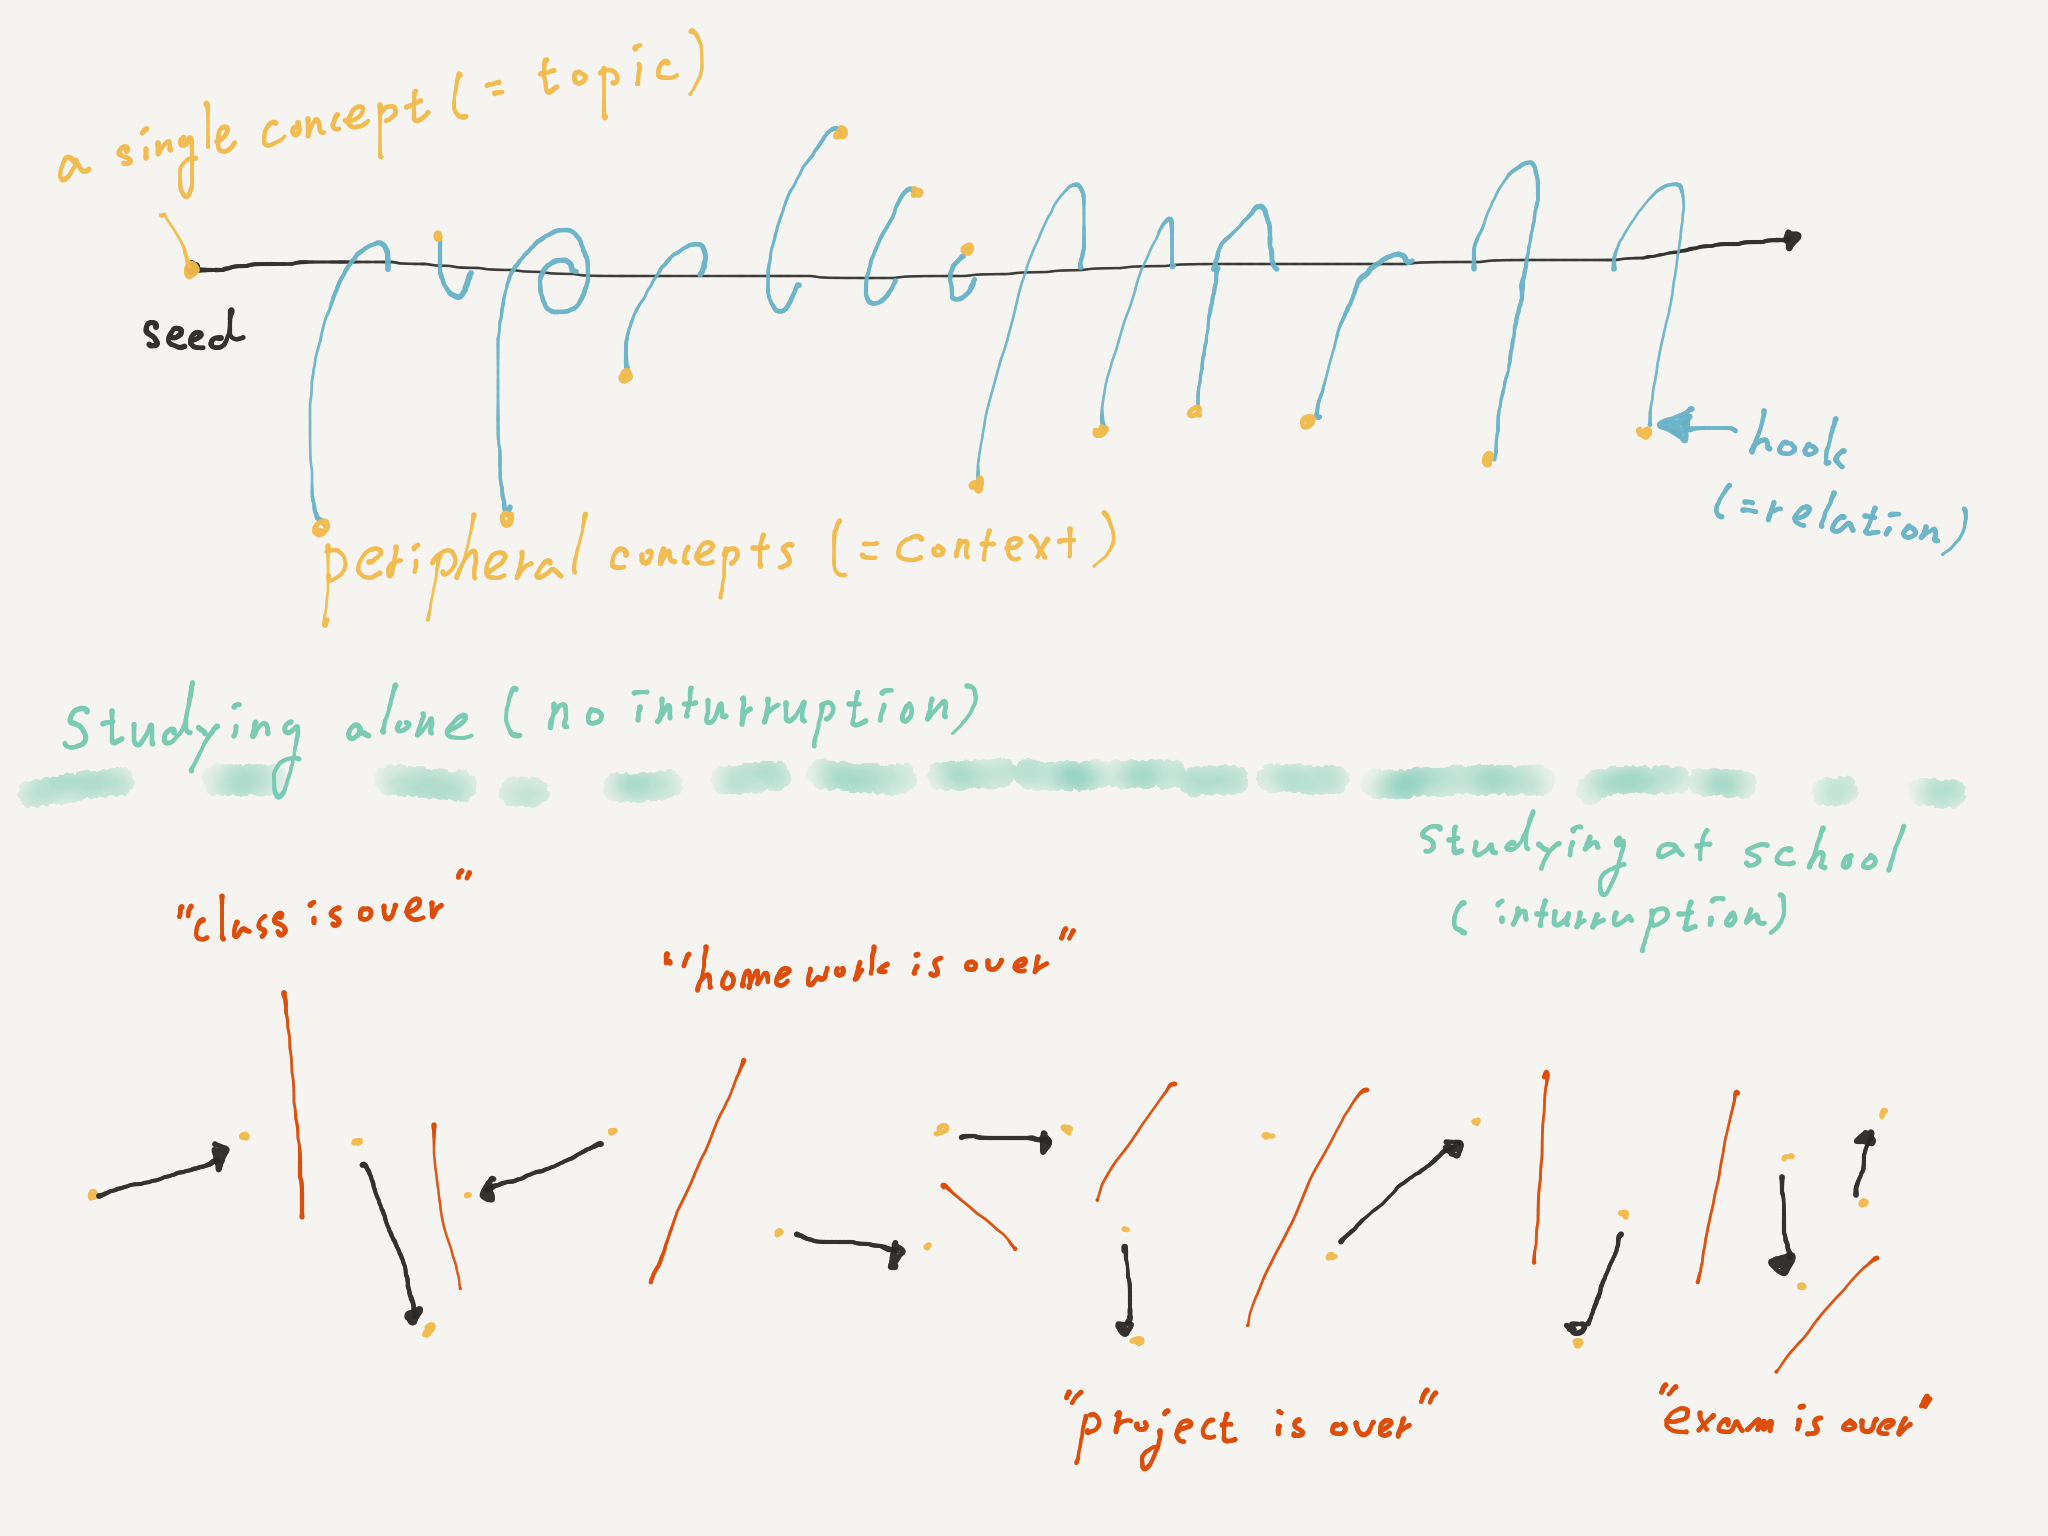 a single concept (= topic)
seed
hook
(=relation)
peripheral concepts (=context)
Studying alone (no inturruption)
Studying at school
(inturruption)
"class is over"
"homework is over"
"project is over"
"exam is over"